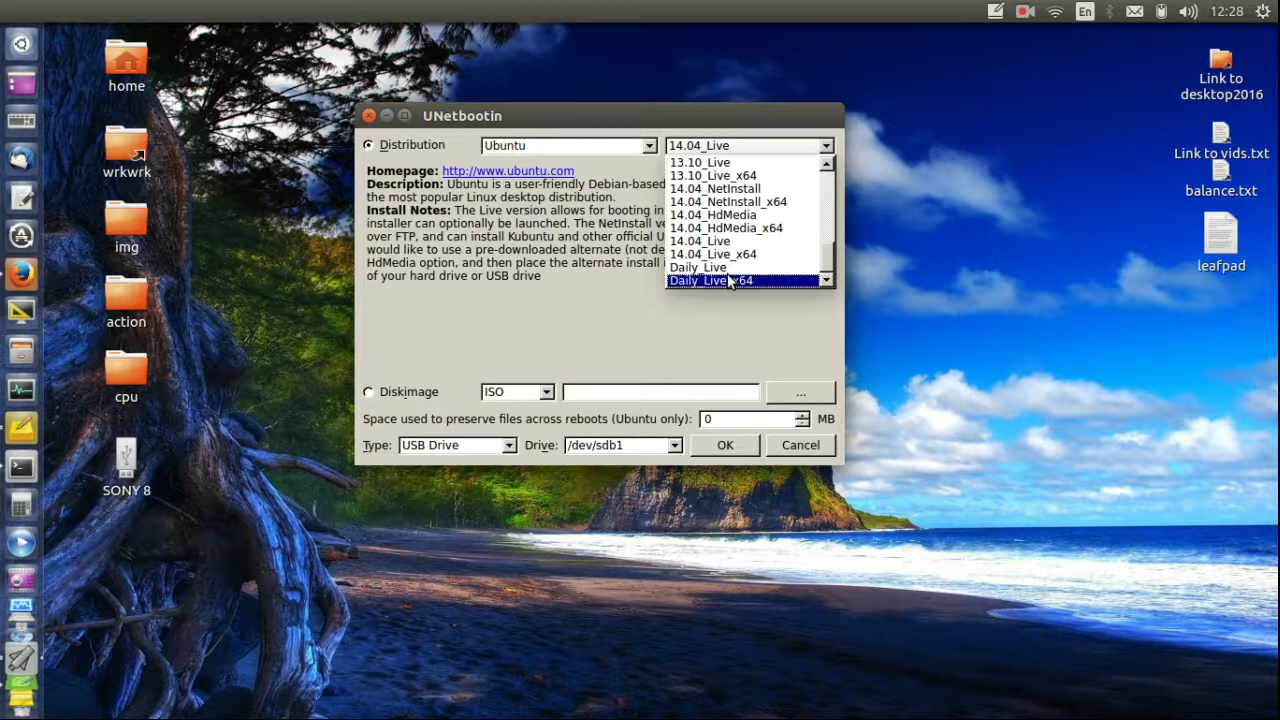 En
12:28
home
wrkwrk
img
action
cpu
SONY 8
UNetbootin
Distribution
Ubuntu
14.04_Live
Homepage: http://www.ubuntu.com
Description: Ubuntu is a user-friendly Debian-based
the most popular Linux desktop distribution.
Install Notes: The Live version allows for booting in
installer can optionally be launched. The NetInstall ve
over FTP, and can install Kubuntu and other official U
would like to use a pre-downloaded alternate (not de
HdMedia option, and then place the alternate install i
of your hard drive or USB drive
13.10_Live
13.10_Live_x64
14.04_NetInstall
14.04_NetInstall_x64
14.04_HdMedia
14.04_HdMedia_x64
14.04_Live
14.04_Live_x64
Daily_Live
Daily_Live_x64
Diskimage
ISO
...
Space used to preserve files across reboots (Ubuntu only):
0
MB
Type:
USB Drive
Drive:
/dev/sdb1
OK
Cancel
Link to
desktop2016
Link to vids.txt
balance.txt
leafpad